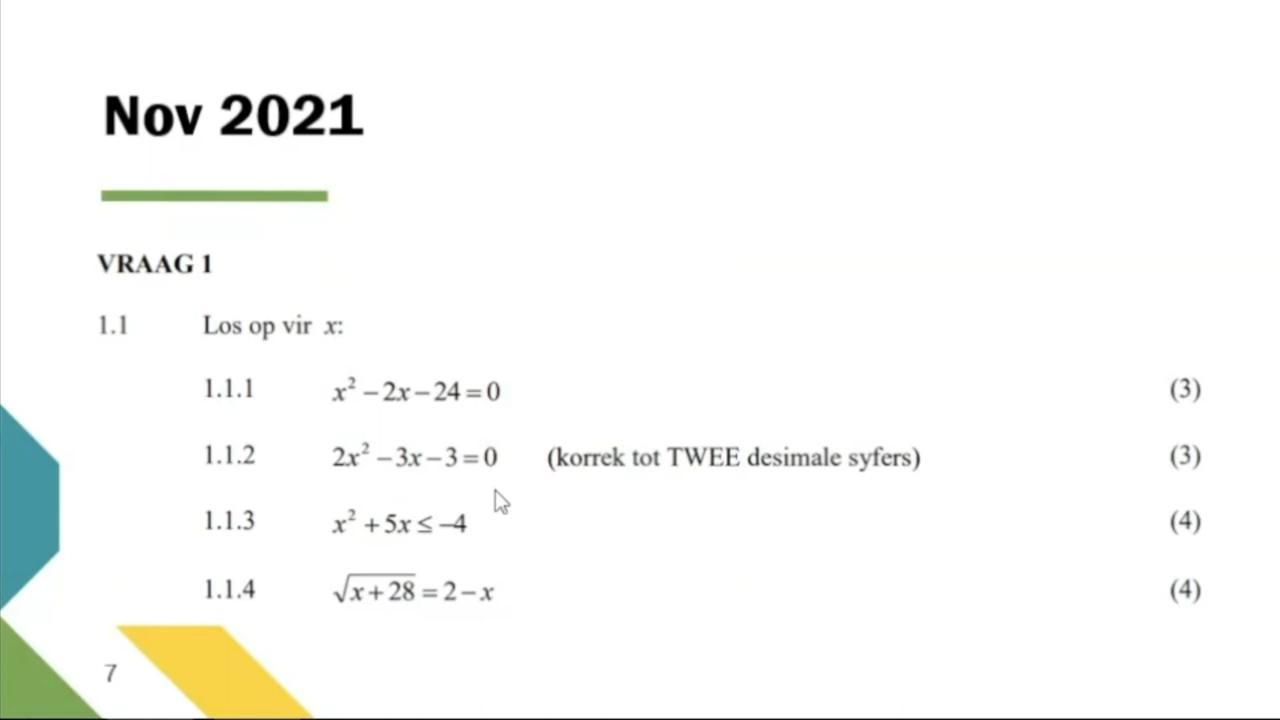 Nov 2021
VRAAG 1
1.1 Los op vir x:
1.1.1 x² – 2x – 24 = 0 (3)
1.1.2 2x² – 3x – 3 = 0 (korrek tot TWEE desimale syfers) (3)
1.1.3 x² + 5x ≤ –4 (4)
1.1.4 √(x + 28) = 2 – x (4)
7